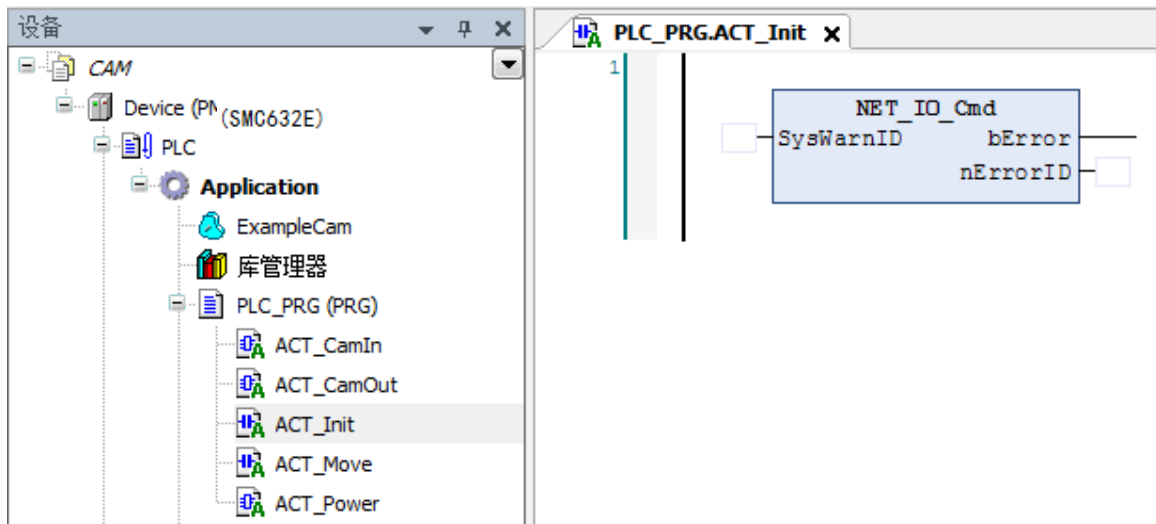 设备
CAM
Device (PM(SMC632E)
PLC
Application
ExampleCam
库管理器
PLC_PRG (PRG)
ACT_CamIn
ACT_CamOut
ACT_Init
ACT_Move
ACT_Power
PLC_PRG.ACT_Init
1
NET_IO_Cmd
SysWarnID bError
nErrorID